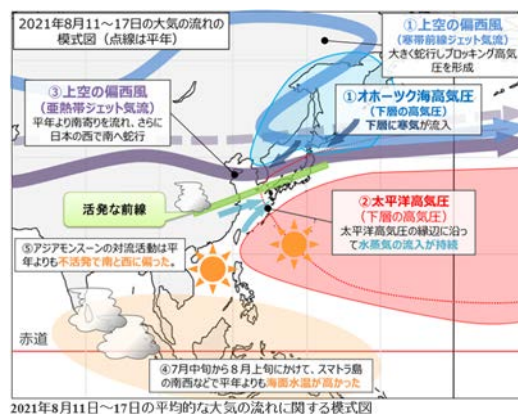 2021年8月11～17日の大気の流れの
模式図（点線は平年）
①上空の偏西風
（寒帯前線ジェット気流）
大きく蛇行しブロッキング高気
圧を形成
③上空の偏西風
（亜熱帯ジェット気流）
平年より南寄りを流れ、さらに
日本の西で南へ蛇行
①オホーツク海高気圧
（下層の高気圧）
下層に寒気が流入
活発な前線
②太平洋高気圧
（下層の高気圧）
太平洋高気圧の縁辺に沿っ
て水蒸気の流入が持続
⑤アジアモンスーンの対流活動は平
年よりも不活発で南と西に偏った。
赤道
④7月中旬から８月上旬にかけて、スマトラ島
の南西などで平年よりも海面水温が高かった
2021年8月11日～17日の平均的な大気の流れに関する模式図